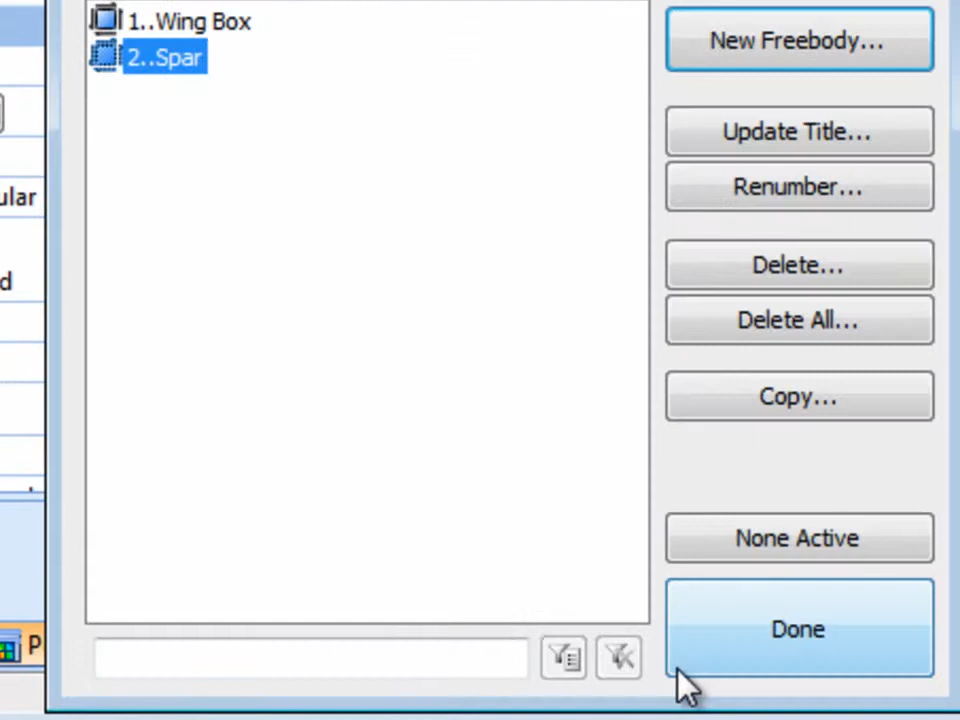 1..Wing Box
New Freebody...
2..Spar
Update Title...
Renumber...
ular
Delete...
d
Delete All...
Copy...
None Active
Done
P